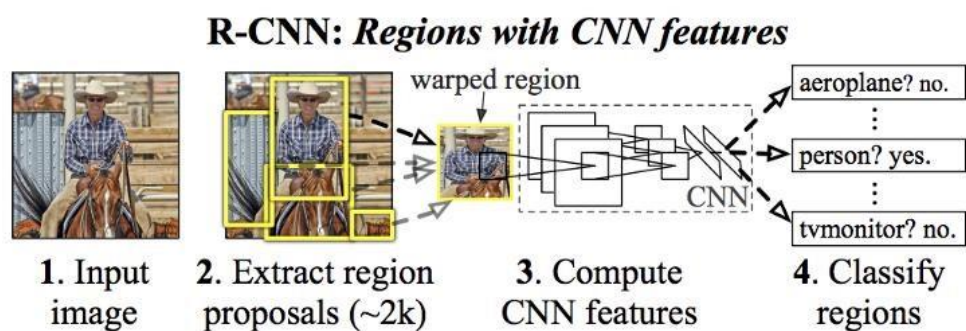 R-CNN: Regions with CNN features
warped region
aeroplane? no.
person? yes.
tvmonitor? no.
CNN
1. Input
image
2. Extract region
proposals (~2k)
3. Compute
CNN features
4. Classify
regions